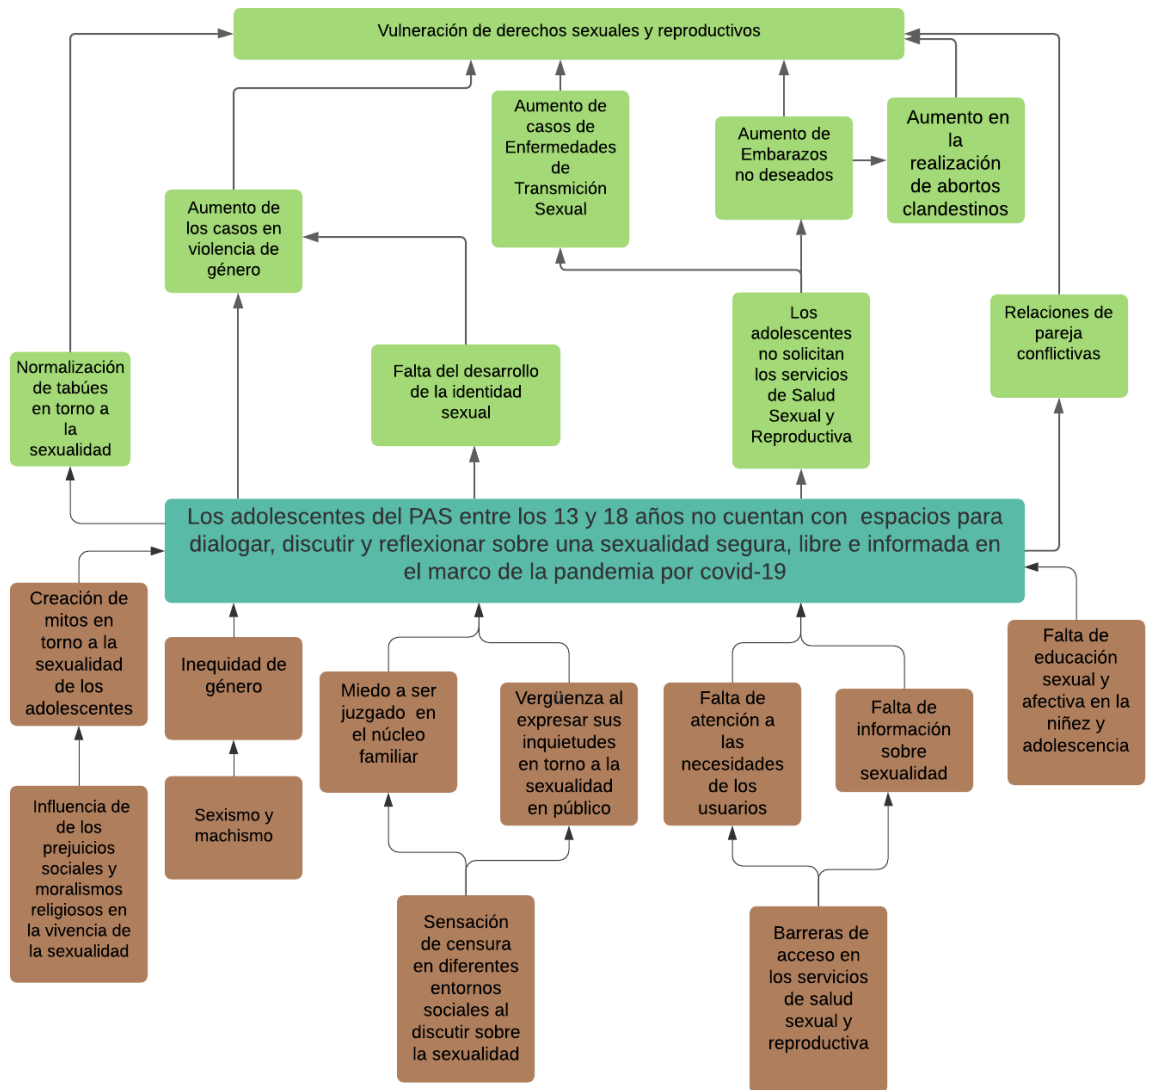 Vulneración de derechos sexuales y reproductivos
Aumento de
casos de
Enfermedades
de
Transmición
Sexual
Aumento de
Embarazos
no deseados
Aumento en
la
realización
de abortos
clandestinos
Aumento de
los casos en
violencia de
género
Normalización
de tabúes
en torno a
la
sexualidad
Falta del desarrollo
de la identidad
sexual
Los
adolescentes
no solicitan
los servicios
de Salud
Sexual y
Reproductiva
Relaciones de
pareja
conflictivas
Los adolescentes del PAS entre los 13 y 18 años no cuentan con espacios para
dialogar, discutir y reflexionar sobre una sexualidad segura, libre e informada en
el marco de la pandemia por covid-19
Creación de
mitos en
torno a la
sexualidad
de los
adolescentes
Inequidad de
género
Miedo a ser
juzgado en
el núcleo
familiar
Vergüenza al
expresar sus
inquietudes
en torno a la
sexualidad
en público
Falta de
atención a
las
necesidades
de los
usuarios
Falta de
información
sobre
sexualidad
Falta de
educación
sexual y
afectiva en la
niñez y
adolescencia
Influencia de
de los
prejuicios
sociales y
moralismos
religiosos en
la vivencia de
la sexualidad
Sexismo y
machismo
Sensación
de censura
en diferentes
entornos
sociales al
discutir sobre
la sexualidad
Barreras de
acceso en
los servicios
de salud
sexual y
reproductiva